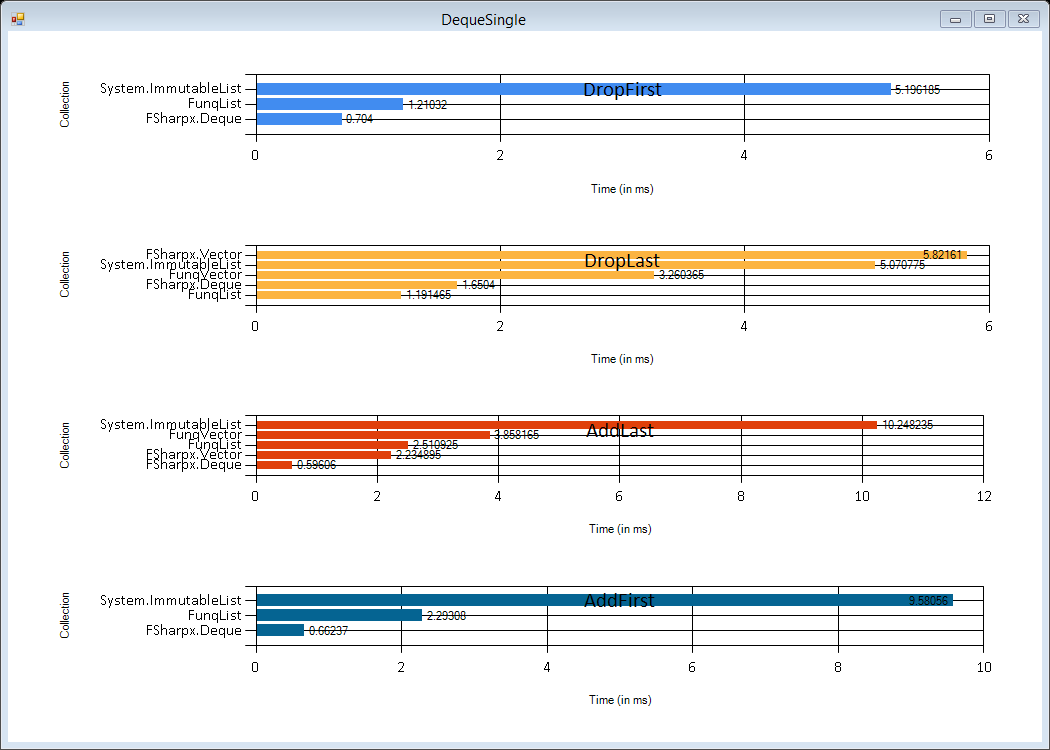 DequeSingle
DropFirst
Collection
System.ImmutableList 5.196185
FunqList 1.21032
FSharpx.Deque 0.704
0 2 4 6
Time (in ms)
DropLast
Collection
FSharpx.Vector 5.82161
System.ImmutableList 5.070775
FunqVector 3.260365
FSharpx.Deque 1.6504
FunqList 1.191465
0 2 4 6
Time (in ms)
AddLast
Collection
System.ImmutableList 10.248235
FunqVector 3.858165
FunqList 2.510925
FSharpx.Vector 2.234895
FSharpx.Deque 0.59606
0 2 4 6 8 10 12
Time (in ms)
AddFirst
Collection
System.ImmutableList 9.58056
FunqList 2.29308
FSharpx.Deque 0.66237
0 2 4 6 8 10
Time (in ms)